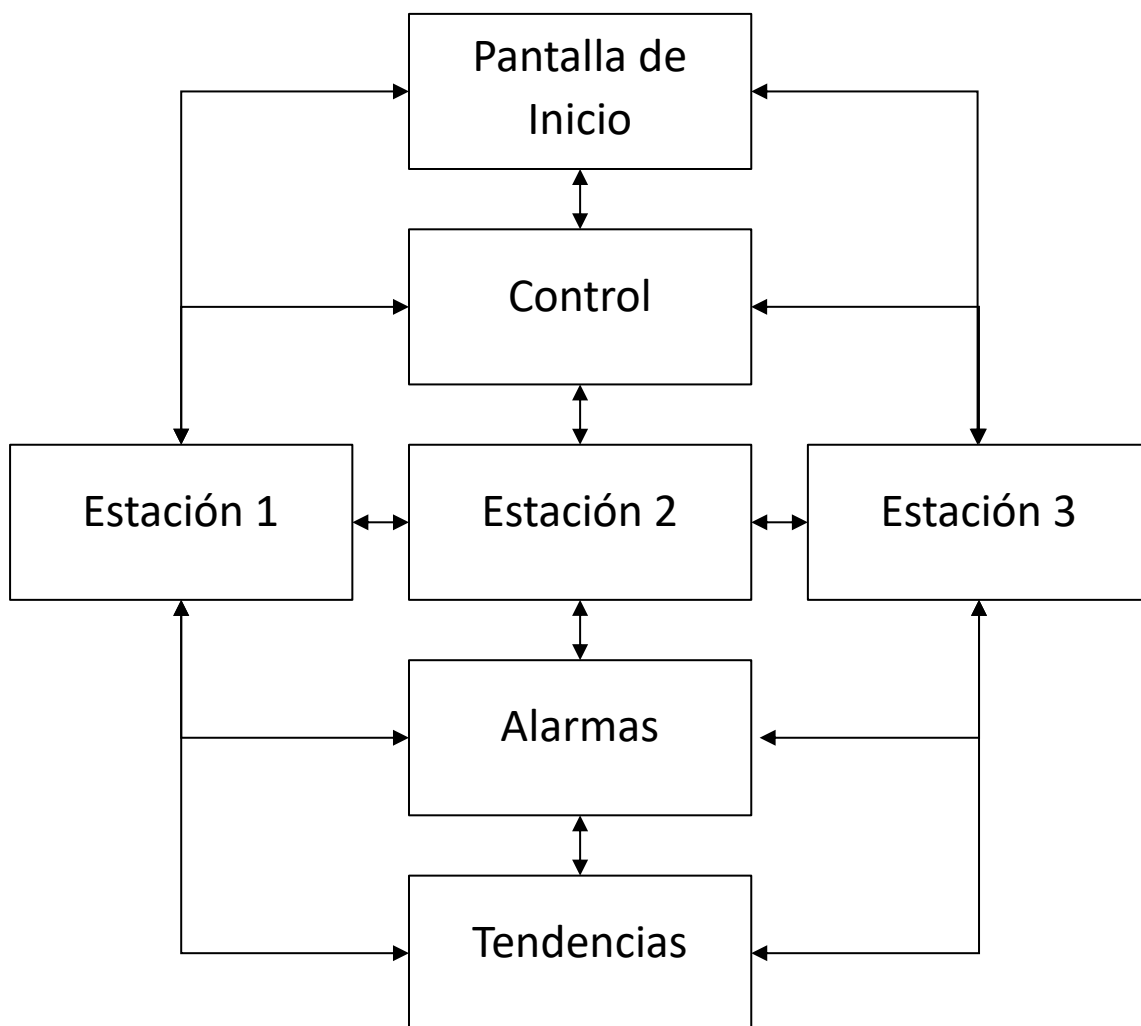 Pantalla de
Inicio
Control
Estación 1
Estación 2
Estación 3
Alarmas
Tendencias